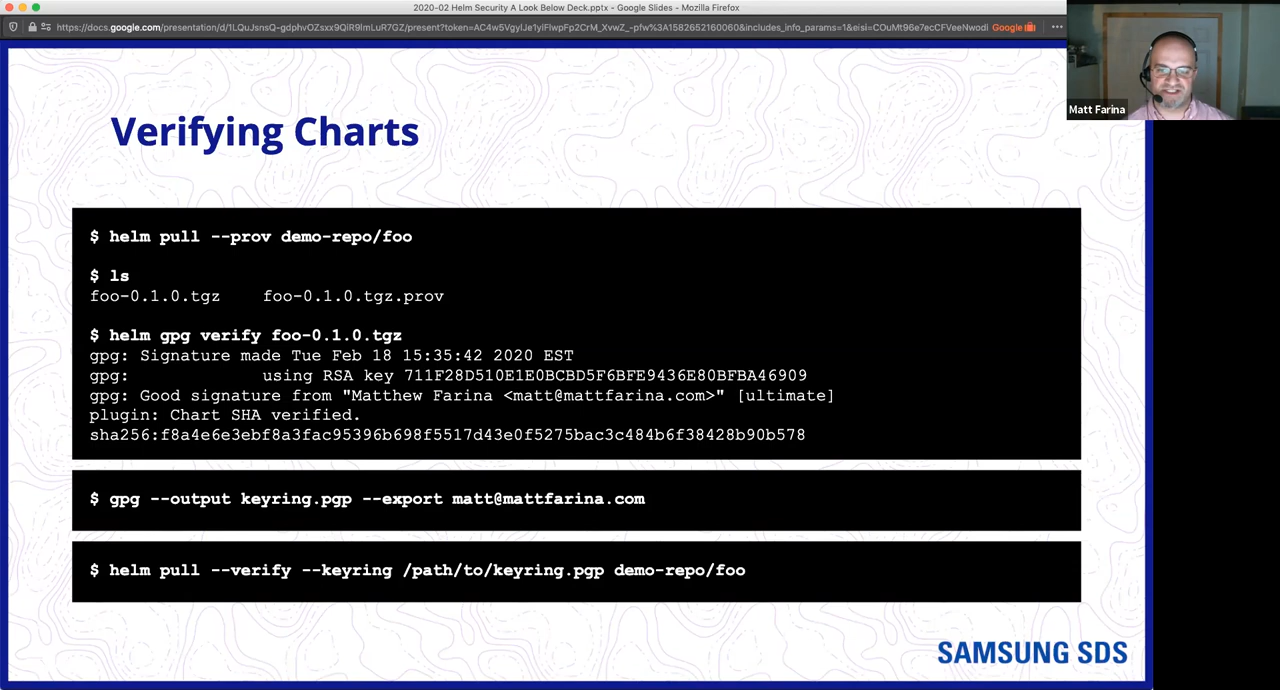 2020-02 Helm Security A Look Below Deck.pptx - Google Slides - Mozilla Firefox
Google
Matt Farina
Verifying Charts
$ helm pull --prov demo-repo/foo
$ ls
foo-0.1.0.tgz foo-0.1.0.tgz.prov
$ helm gpg verify foo-0.1.0.tgz
gpg: Signature made Tue Feb 18 15:35:42 2020 EST
gpg: using RSA key 711F28D510E1E0BCBD5F6BFE9436E80BFBA46909
gpg: Good signature from "Matthew Farina <matt@mattfarina.com>" [ultimate]
plugin: Chart SHA verified.
sha256:f8a4e6e3ebf8a3fac95396b698f5517d43e0f5275bac3c484b6f38428b90b578
$ gpg --output keyring.pgp --export matt@mattfarina.com
$ helm pull --verify --keyring /path/to/keyring.pgp demo-repo/foo
SAMSUNG SDS